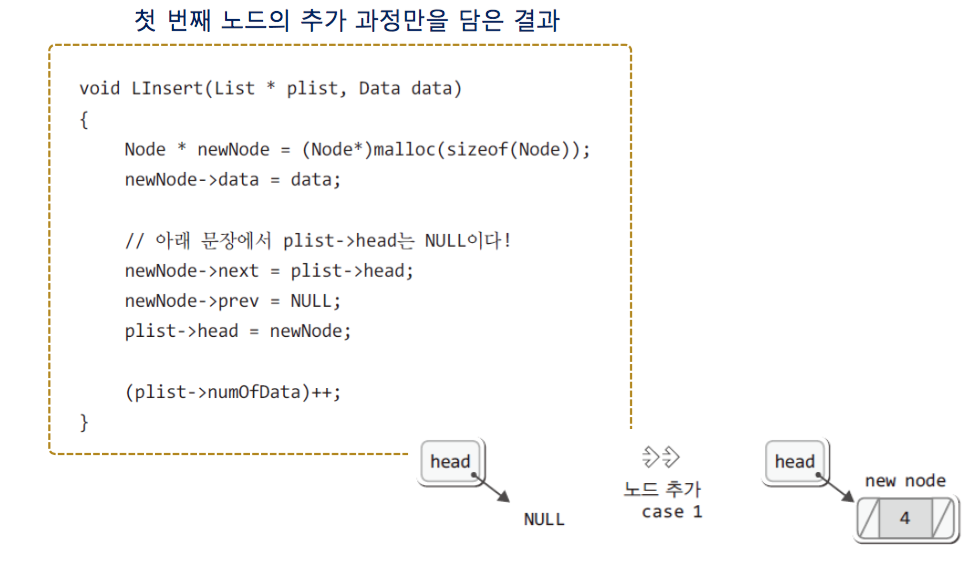 첫 번째 노드의 추가 과정만을 담은 결과
void LInsert(List * plist, Data data)
{
Node * newNode = (Node*)malloc(sizeof(Node));
newNode->data = data;
// 아래 문장에서 plist->head는 NULL이다!
newNode->next = plist->head;
newNode->prev = NULL;
plist->head = newNode;
(plist->numOfData)++;
}
head
NULL
노드 추가
case 1
head
new node
4